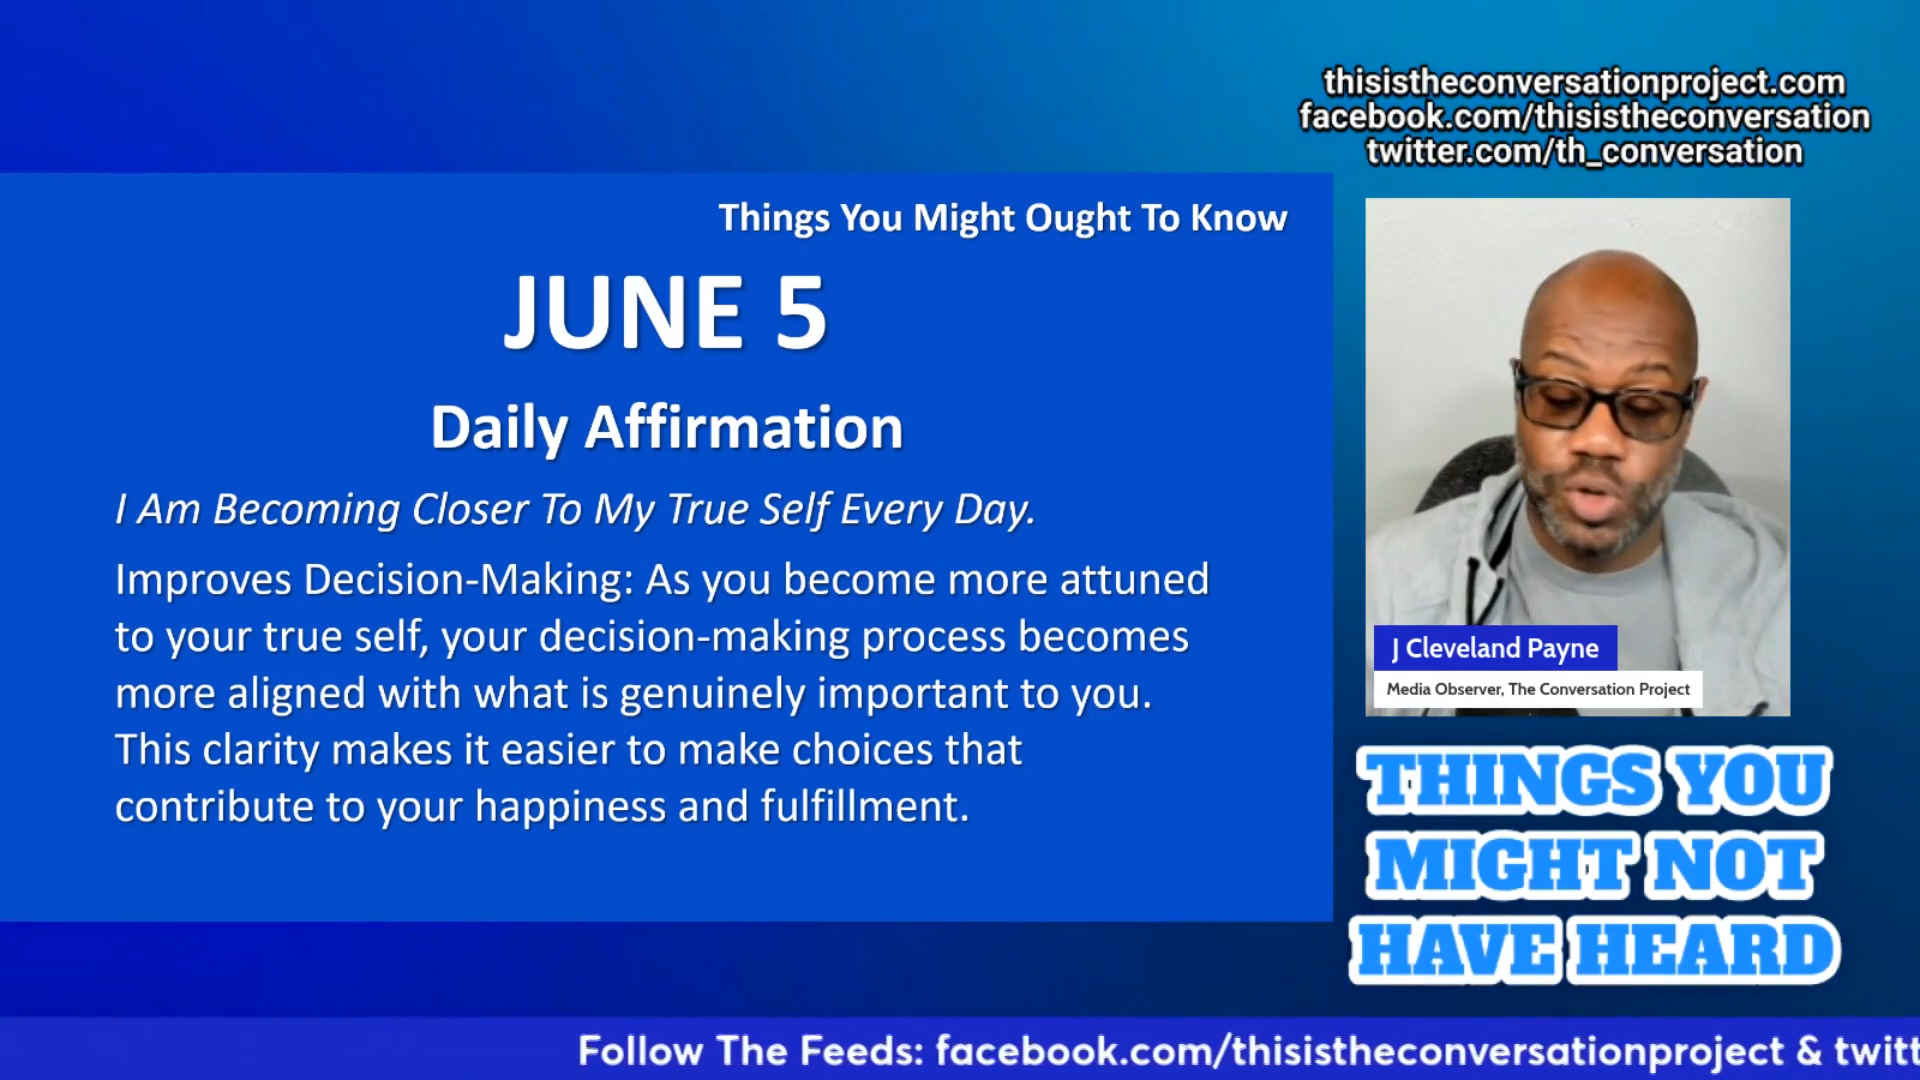 thisistheconversationproject.com
facebook.com/thisistheconversation
twitter.com/th_conversation
Things You Might Ought To Know
JUNE 5
Daily Affirmation
I Am Becoming Closer To My True Self Every Day.
Improves Decision-Making: As you become more attuned
to your true self, your decision-making process becomes
more aligned with what is genuinely important to you.
This clarity makes it easier to make choices that
contribute to your happiness and fulfillment.
J Cleveland Payne
Media Observer, The Conversation Project
THINGS YOU
MIGHT NOT
HAVE HEARD
Follow The Feeds: facebook.com/thisistheconversationproject & twitt